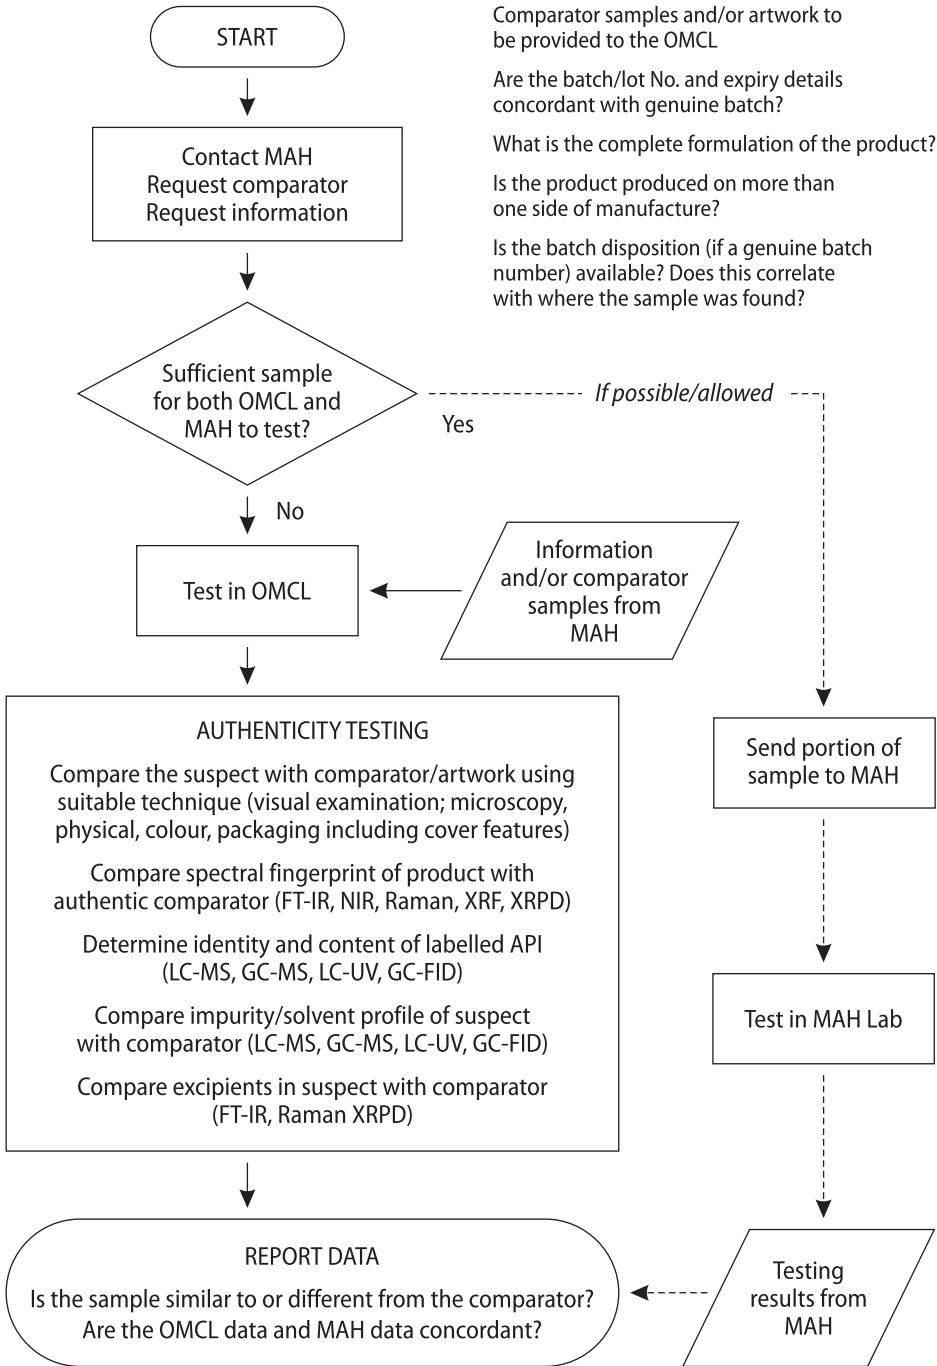 START
Comparator samples and/or artwork to
be provided to the OMCL
Are the batch/lot No. and expiry details
concordant with genuine batch?
What is the complete formulation of the product?
Is the product produced on more than
one side of manufacture?
Is the batch disposition (if a genuine batch
number) available? Does this correlate
with where the sample was found?
Contact MAH
Request comparator
Request information
Sufficient sample
for both OMCL and
MAH to test?
If possible/allowed
Yes
No
Test in OMCL
Information
and/or comparator
samples from
MAH
AUTHENTICITY TESTING
Compare the suspect with comparator/artwork using
suitable technique (visual examination; microscopy,
physical, colour, packaging including cover features)
Compare spectral fingerprint of product with
authentic comparator (FT-IR, NIR, Raman, XRF, XRPD)
Determine identity and content of labelled API
(LC-MS, GC-MS, LC-UV, GC-FID)
Compare impurity/solvent profile of suspect
with comparator (LC-MS, GC-MS, LC-UV, GC-FID)
Compare excipients in suspect with comparator
(FT-IR, Raman XRPD)
Send portion of
sample to MAH
Test in MAH Lab
Testing
results from
MAH
REPORT DATA
Is the sample similar to or different from the comparator?
Are the OMCL data and MAH data concordant?